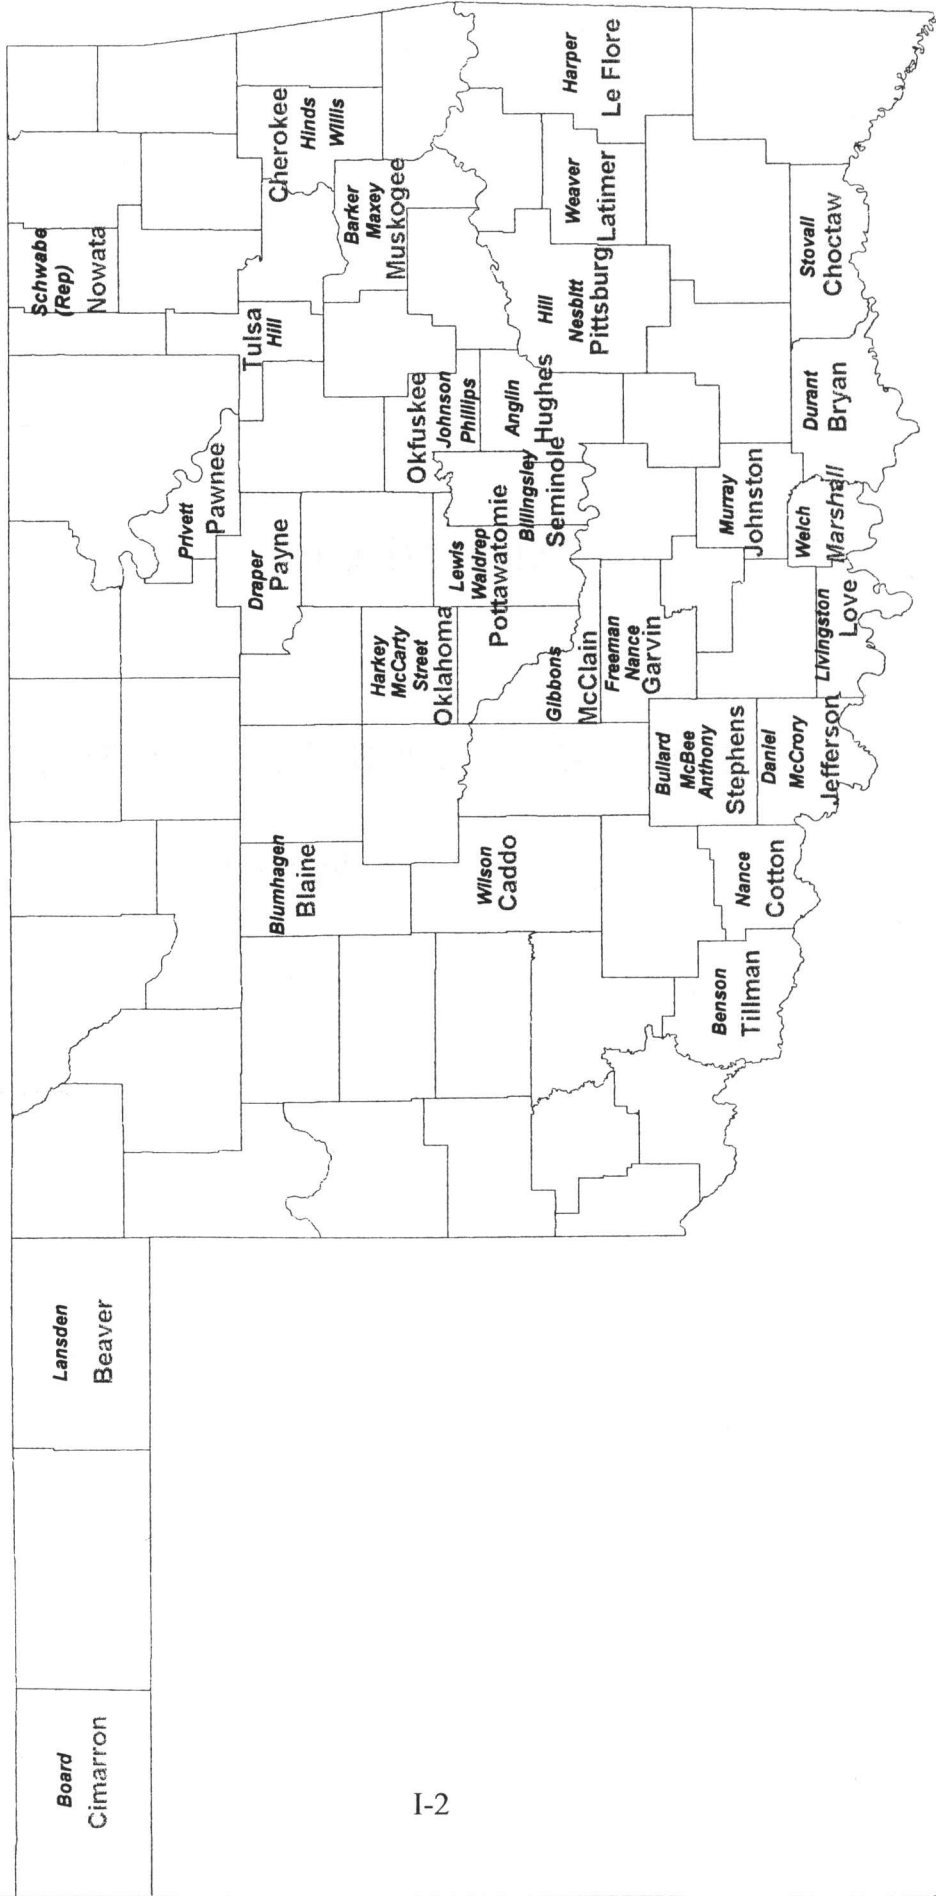 Board
Cimarron
Lansden
Beaver
Schwabe
(Rep)
Nowata
Cherokee
Hinds
Willis
Tulsa
Hill
Privett
Pawnee
Draper
Payne
Blumhagen
Blaine
Barker
Maxey
Muskogee
Okfuskee
Johnson
Phillips
Harkey
McCarty
Street
Oklahoma
Lewis
Waldrep
Pottawatomie
Billingsley
Seminole
Anglin
Hughes
Hill
Nesbitt
Pittsburg
Weaver
Latimer
Harper
Le Flore
Wilson
Caddo
Gibbons
McClain
Freeman
Nance
Garvin
Bullard
McBee
Anthony
Stephens
Daniel
McCrory
Jefferson
Nance
Cotton
Benson
Tillman
Murray
Johnston
Welch
Marshall
Livingston
Love
Durant
Bryan
Stovall
Choctaw
I-2